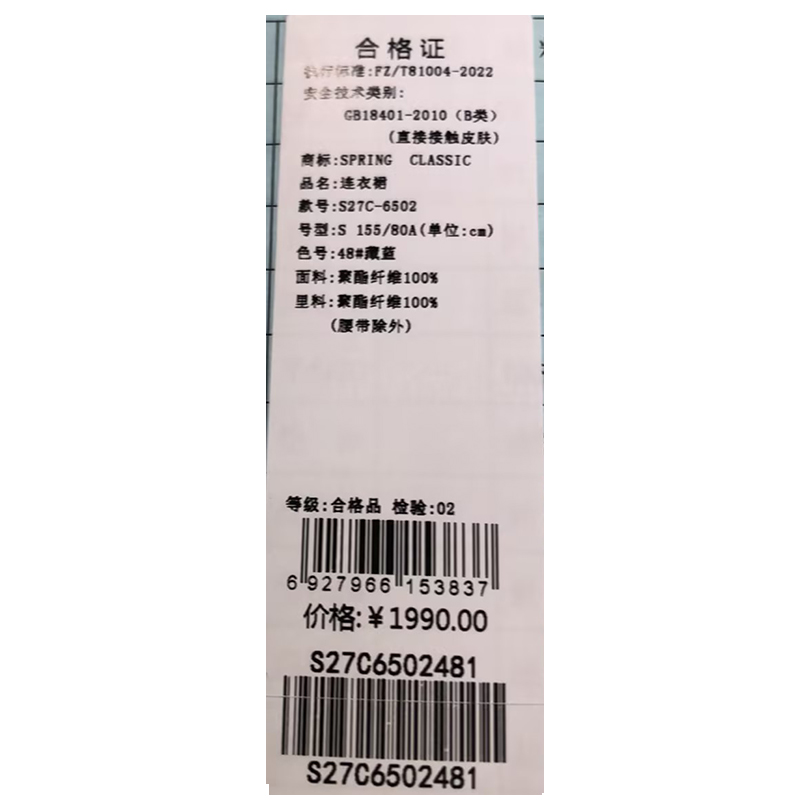 合格证
执行标准:FZ/T81004-2022
安全技术类别:
GB18401-2010（B类）
(直接接触皮肤)
商标:SPRING CLASSIC
品名:连衣裙
款号:S27C-6502
号型:S 155/80A(单位:cm)
色号:48#藏蓝
面料:聚酯纤维100%
里料:聚酯纤维100%
(腰带除外)
等级:合格品 检验:02
6 927966 153837
价格:￥1990.00
S27C6502481
S27C6502481